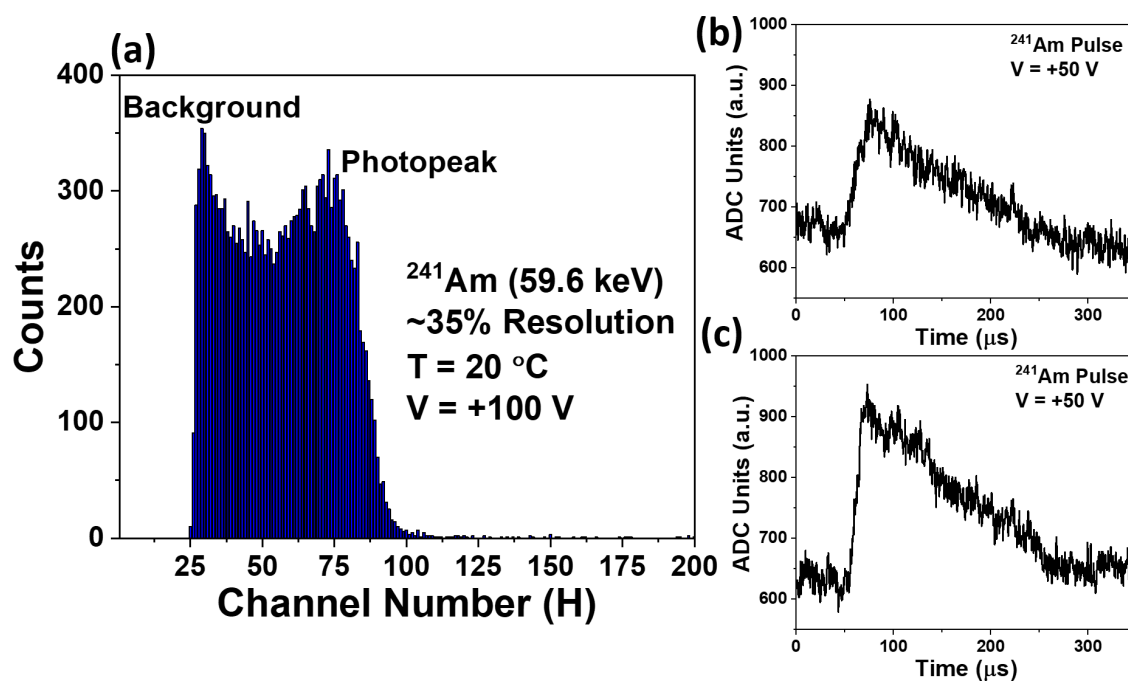 (a)
400
300
200
100
0
Counts
Background
Photopeak
²⁴¹Am (59.6 keV)
~35% Resolution
T = 20 °C
V = +100 V
25 50 75 100 125 150 175 200
Channel Number (H)
(b)
1000
900
800
700
600
ADC Units (a.u.)
²⁴¹Am Pulse
V = +50 V
0 100 200 300
Time (μs)
(c)
1000
900
800
700
600
ADC Units (a.u.)
²⁴¹Am Pulse
V = +50 V
0 100 200 300
Time (μs)